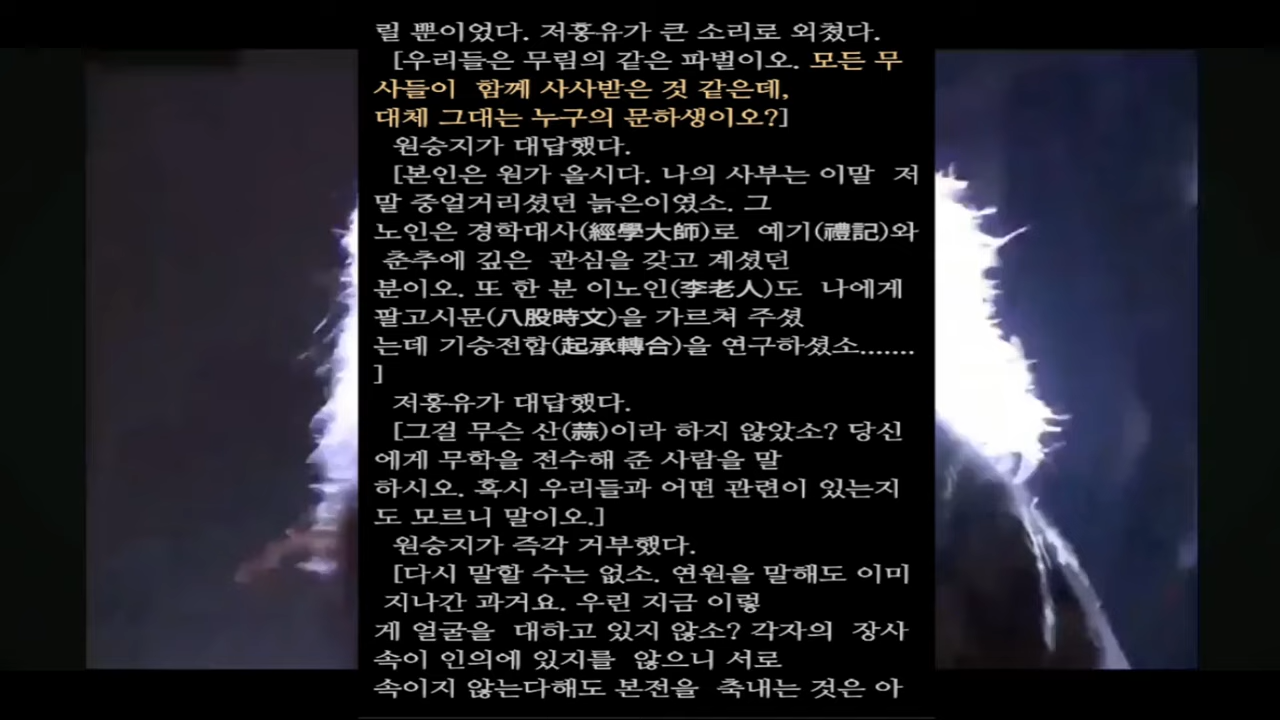 릴 뿐이었다. 저홍유가 큰 소리로 외쳤다.
[우리들은 무림의 같은 파벌이오. 모든 무
사들이 함께 사사받은 것 같은데,
대체 그대는 누구의 문하생이오?]
원승지가 대답했다.
[본인은 원가 올시다. 나의 사부는 이말 저
말 중얼거리셨던 늙은이였소. 그
노인은 경학대사(經學大師)로 예기(禮記)와
춘추에 깊은 관심을 갖고 계셨던
분이오. 또 한 분 이노인(李老人)도 나에게
팔고시문(八股時文)을 가르쳐 주셨
는데 기승전합(起承轉合)을 연구하셨소.......
]
저홍유가 대답했다.
[그걸 무슨 산(蒜)이라 하지 않았소? 당신
에게 무학을 전수해 준 사람을 말
하시오. 혹시 우리들과 어떤 관련이 있는지
도 모르니 말이오.]
원승지가 즉각 거부했다.
[다시 말할 수는 없소. 연원을 말해도 이미
지나간 과거요. 우린 지금 이렇
게 얼굴을 대하고 있지 않소? 각자의 장사
속이 인의에 있지를 않으니 서로
속이지 않는다해도 본전을 축내는 것은 아